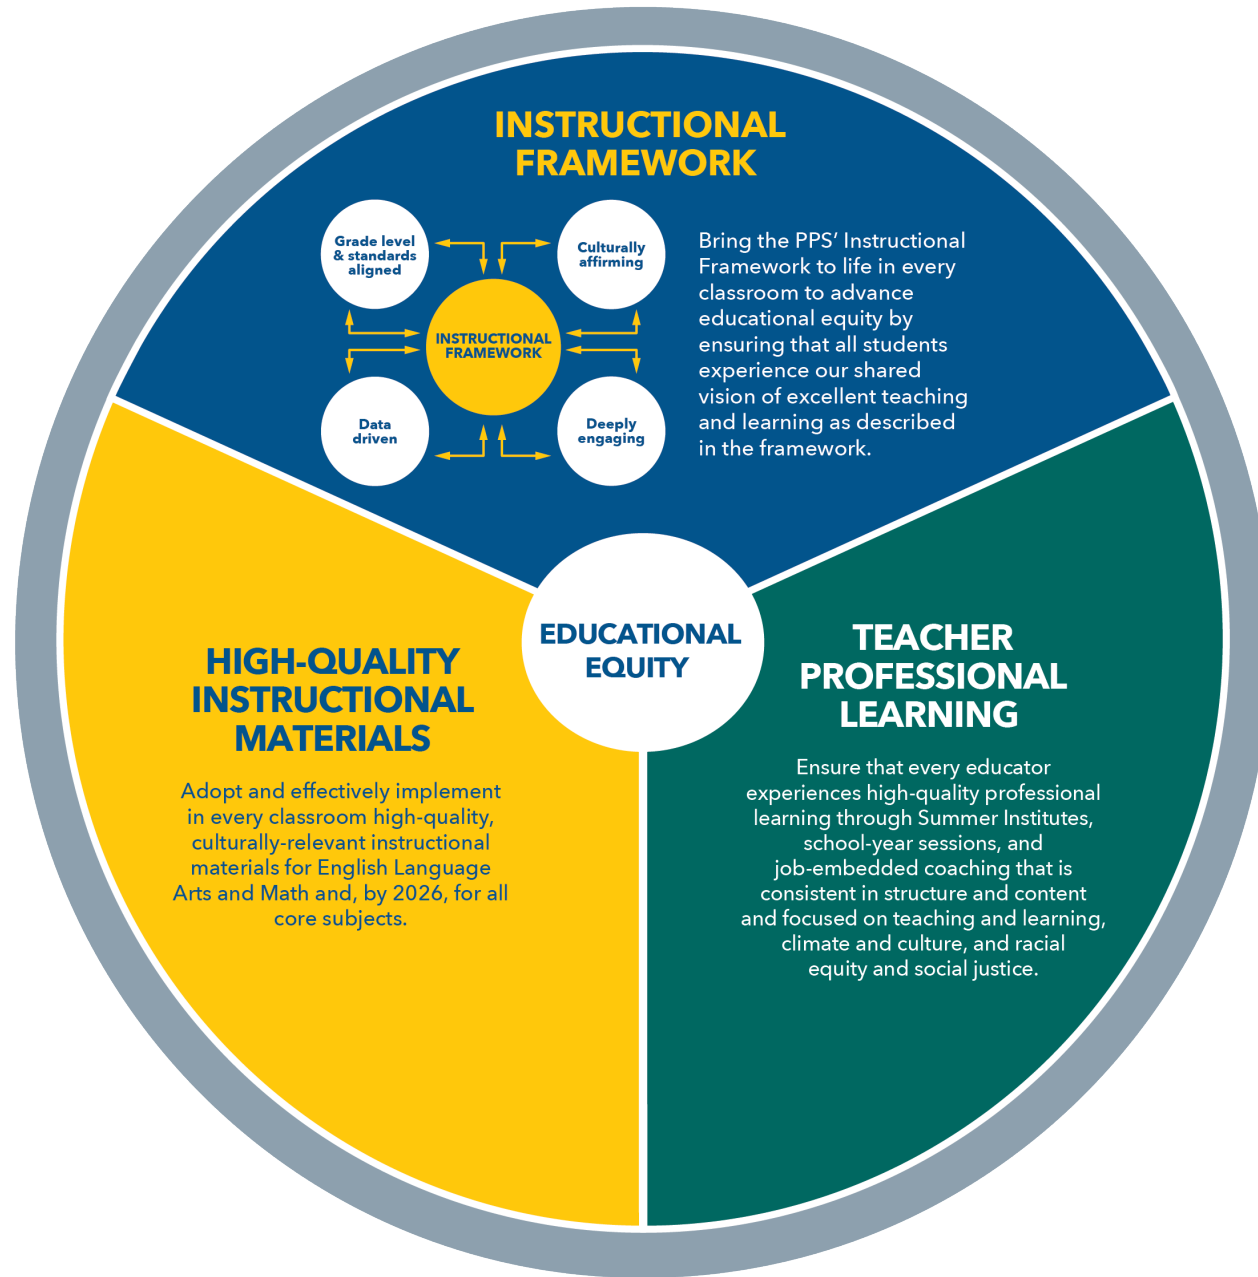 INSTRUCTIONAL
FRAMEWORK
Grade level
& standards
aligned
Culturally
affirming
INSTRUCTIONAL
FRAMEWORK
Data
driven
Deeply
engaging
Bring the PPS’ Instructional
Framework to life in every
classroom to advance
educational equity by
ensuring that all students
experience our shared
vision of excellent teaching
and learning as described
in the framework.
EDUCATIONAL
EQUITY
HIGH-QUALITY
INSTRUCTIONAL
MATERIALS
Adopt and effectively implement
in every classroom high-quality,
culturally-relevant instructional
materials for English Language
Arts and Math and, by 2026, for all
core subjects.
TEACHER
PROFESSIONAL
LEARNING
Ensure that every educator
experiences high-quality professional
learning through Summer Institutes,
school-year sessions, and
job-embedded coaching that is
consistent in structure and content
and focused on teaching and learning,
climate and culture, and racial
equity and social justice.